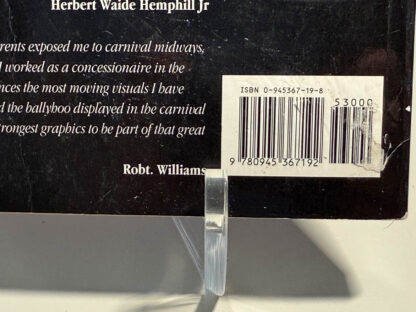 Herbert Waide Hemphill Jr
rents exposed me to carnival midways,
I worked as a concessionaire in the
nces the most moving visuals I have
d the ballyboo displayed in the carnival
trongest graphics to be part of that great
Robt. Williams
ISBN 0-945367-19-8
53000
9 780945 367192